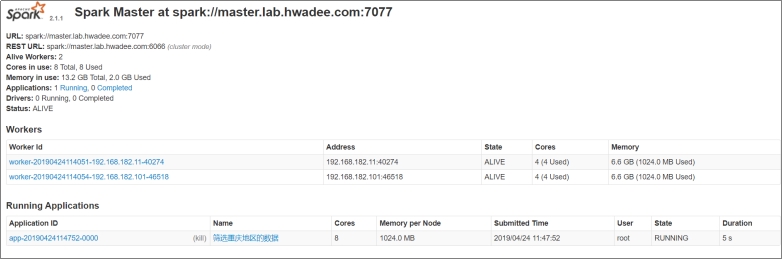 APACHE
Spark 2.1.1 Spark Master at spark://master.lab.hwadee.com:7077
URL: spark://master.lab.hwadee.com:7077
REST URL: spark://master.lab.hwadee.com:6066 (cluster mode)
Alive Workers: 2
Cores in use: 8 Total, 8 Used
Memory in use: 13.2 GB Total, 2.0 GB Used
Applications: 1 Running, 0 Completed
Drivers: 0 Running, 0 Completed
Status: ALIVE
Workers
Worker Id Address State Cores Memory
worker-20190424114051-192.168.182.11-40274 192.168.182.11:40274 ALIVE 4 (4 Used) 6.6 GB (1024.0 MB Used)
worker-20190424114054-192.168.182.101-46518 192.168.182.101:46518 ALIVE 4 (4 Used) 6.6 GB (1024.0 MB Used)
Running Applications
Application ID Name Cores Memory per Node Submitted Time User State Duration
app-20190424114752-0000 (kill) 筛选重庆地区的数据 8 1024.0 MB 2019/04/24 11:47:52 root RUNNING 5 s